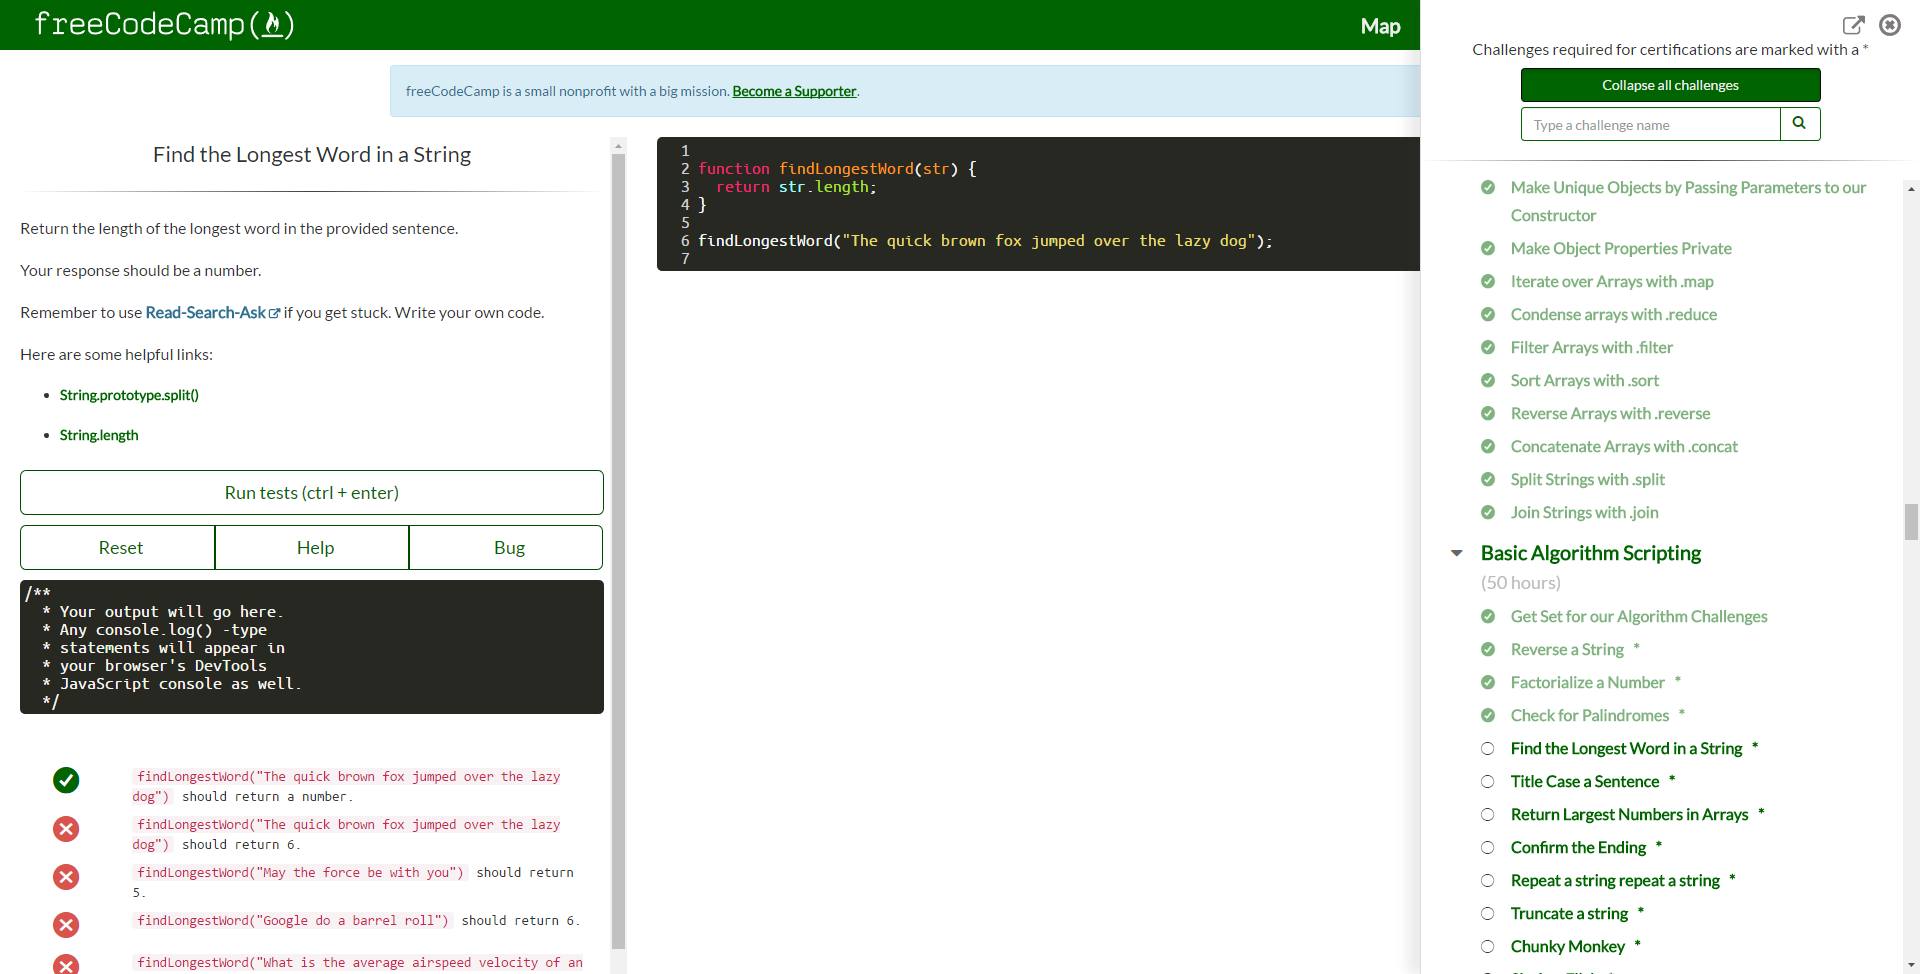 freeCodeCamp
Map
freeCodeCamp is a small nonprofit with a big mission. Become a Supporter.
Find the Longest Word in a String
Return the length of the longest word in the provided sentence.
Your response should be a number.
Remember to use Read-Search-Ask if you get stuck. Write your own code.
Here are some helpful links:
String.prototype.split()
String.length
Run tests (ctrl + enter)
Reset Help Bug
/**
* Your output will go here.
* Any console.log() -type
* statements will appear in
* your browser's DevTools
* JavaScript console as well.
*/
findLongestWord("The quick brown fox jumped over the lazy
dog") should return a number.
findLongestWord("The quick brown fox jumped over the lazy
dog") should return 6.
findLongestWord("May the force be with you") should return
5.
findLongestWord("Google do a barrel roll") should return 6.
findLongestWord("What is the average airspeed velocity of an
1
2 function findLongestWord(str) {
3 return str.length;
4 }
5
6 findLongestWord("The quick brown fox jumped over the lazy dog");
7
Challenges required for certifications are marked with a *
Collapse all challenges
Type a challenge name
Make Unique Objects by Passing Parameters to our
Constructor
Make Object Properties Private
Iterate over Arrays with .map
Condense arrays with .reduce
Filter Arrays with .filter
Sort Arrays with .sort
Reverse Arrays with .reverse
Concatenate Arrays with .concat
Split Strings with .split
Join Strings with .join
Basic Algorithm Scripting
(50 hours)
Get Set for our Algorithm Challenges
Reverse a String *
Factorialize a Number *
Check for Palindromes *
Find the Longest Word in a String *
Title Case a Sentence *
Return Largest Numbers in Arrays *
Confirm the Ending *
Repeat a string repeat a string *
Truncate a string *
Chunky Monkey *